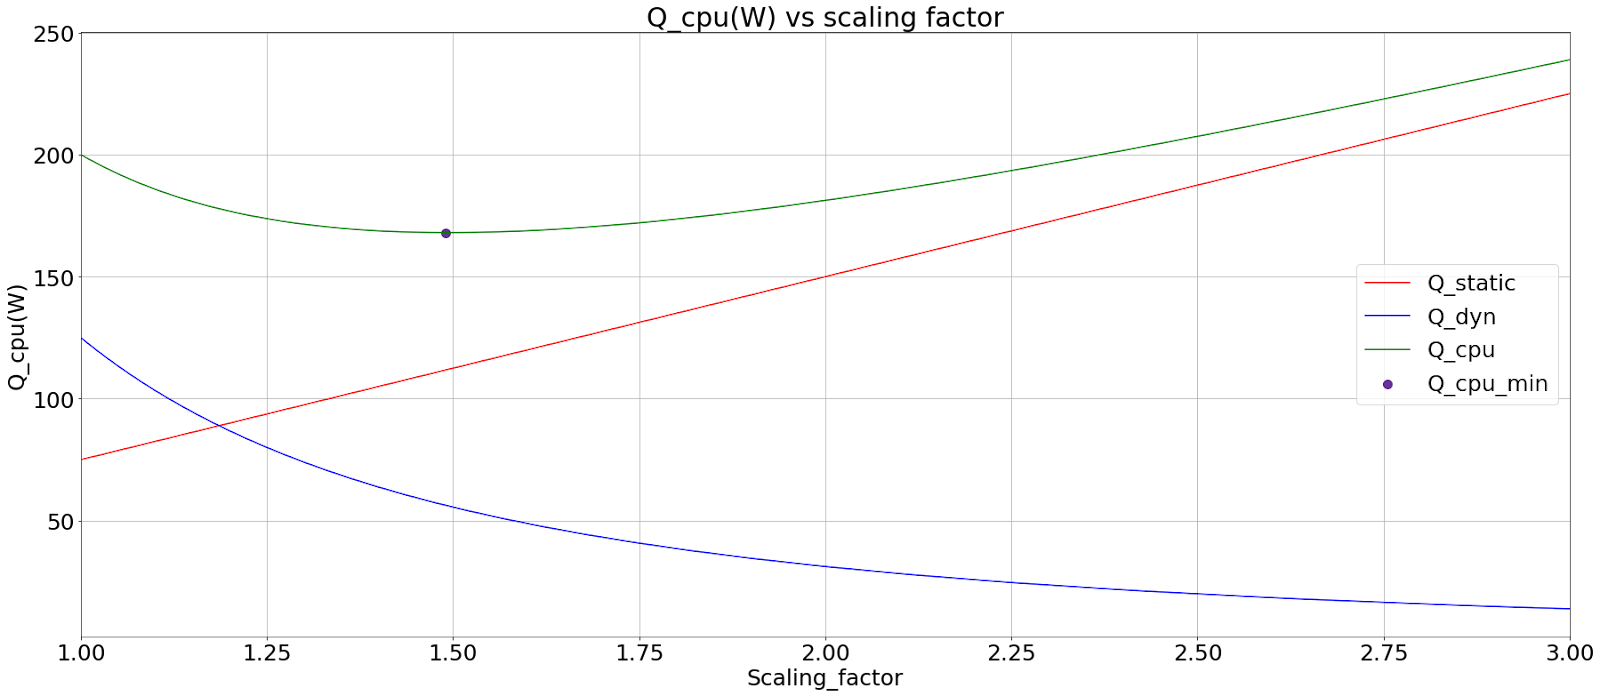 Q_cpu(W) vs scaling factor
250
200
150
100
50
Q_cpu(W)
Q_static
Q_dyn
Q_cpu
Q_cpu_min
1.00 1.25 1.50 1.75 2.00 2.25 2.50 2.75 3.00
Scaling_factor